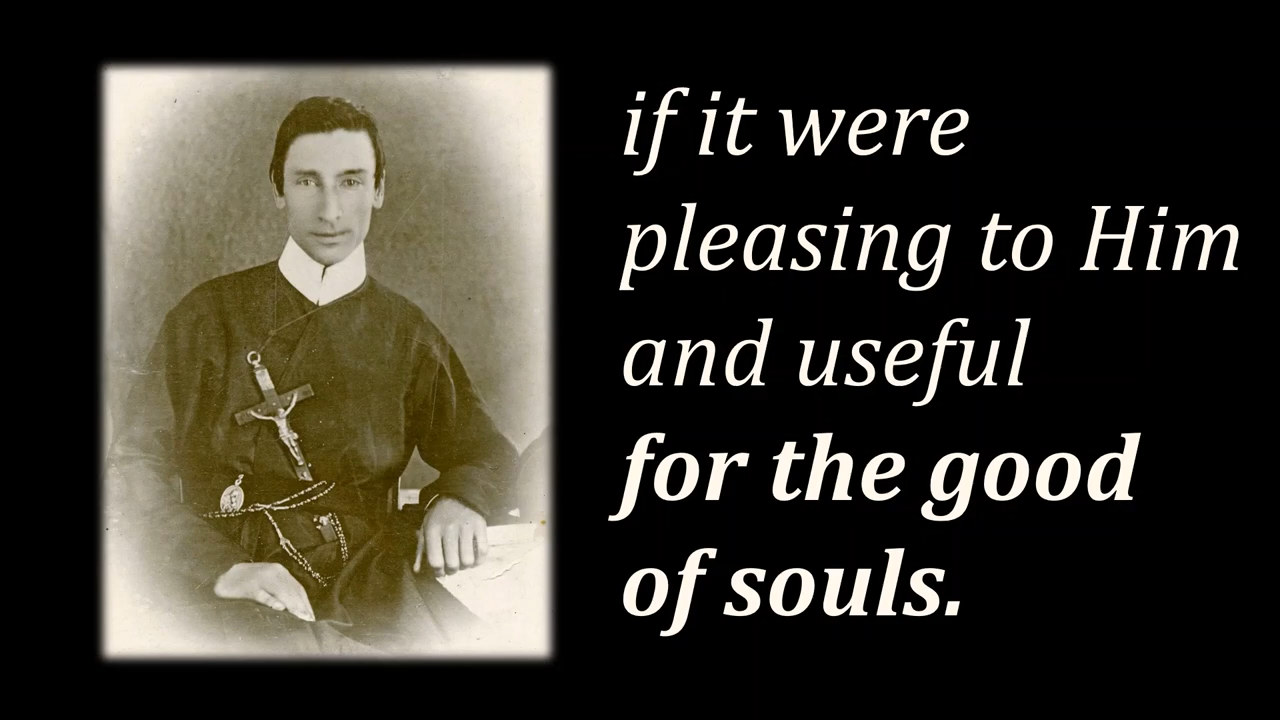 if it were
pleasing to Him
and useful
for the good
of souls.